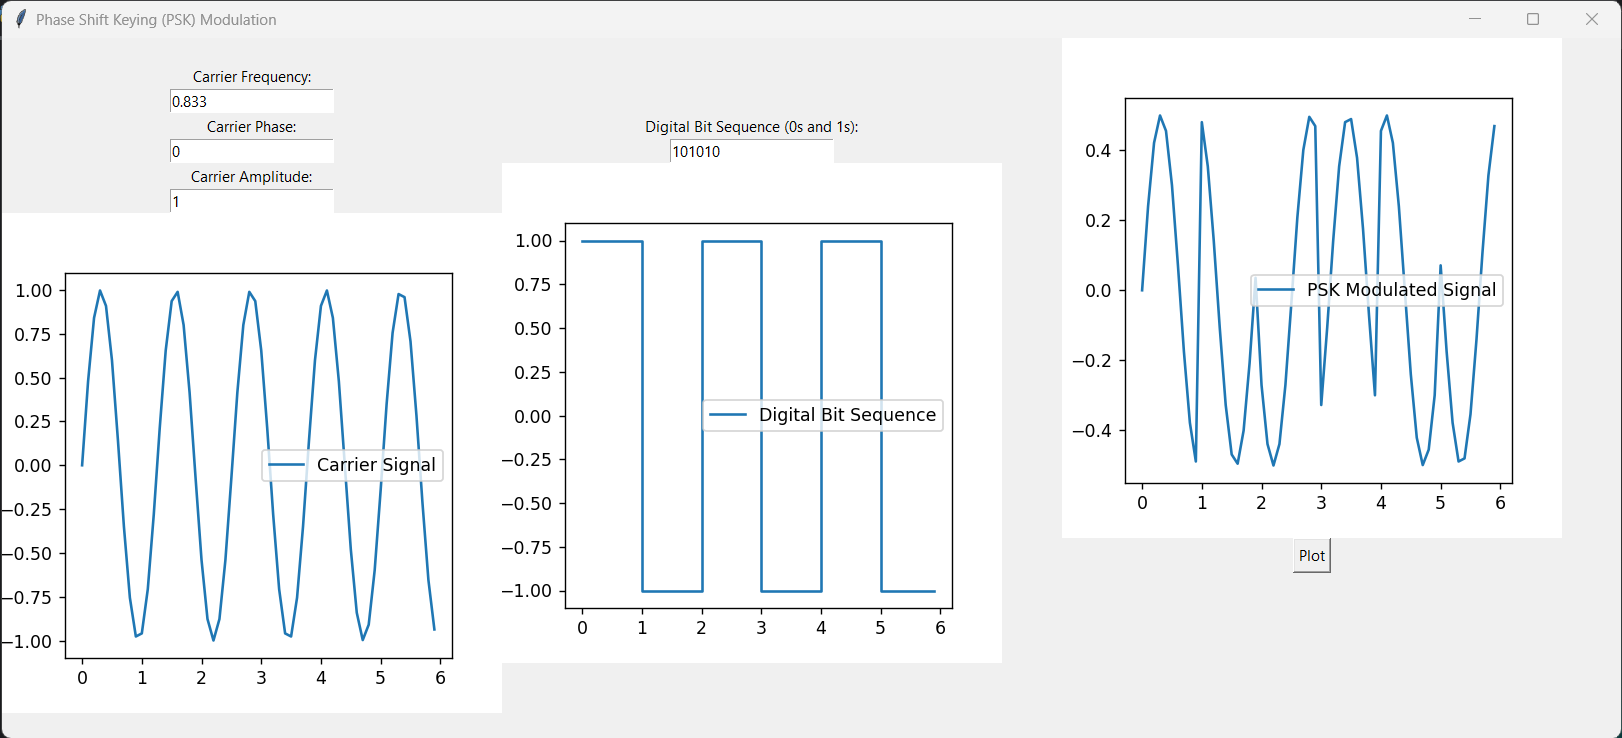 Phase Shift Keying (PSK) Modulation
Carrier Frequency:
0.833
Carrier Phase:
0
Carrier Amplitude:
1
1.00
0.75
0.50
0.25
0.00
−0.25
−0.50
−0.75
−1.00
Carrier Signal
0 1 2 3 4 5 6
Digital Bit Sequence (0s and 1s):
101010
1.00
0.75
0.50
0.25
0.00
−0.25
−0.50
−0.75
−1.00
Digital Bit Sequence
0 1 2 3 4 5 6
0.4
0.2
0.0
−0.2
−0.4
PSK Modulated Signal
0 1 2 3 4 5 6
Plot